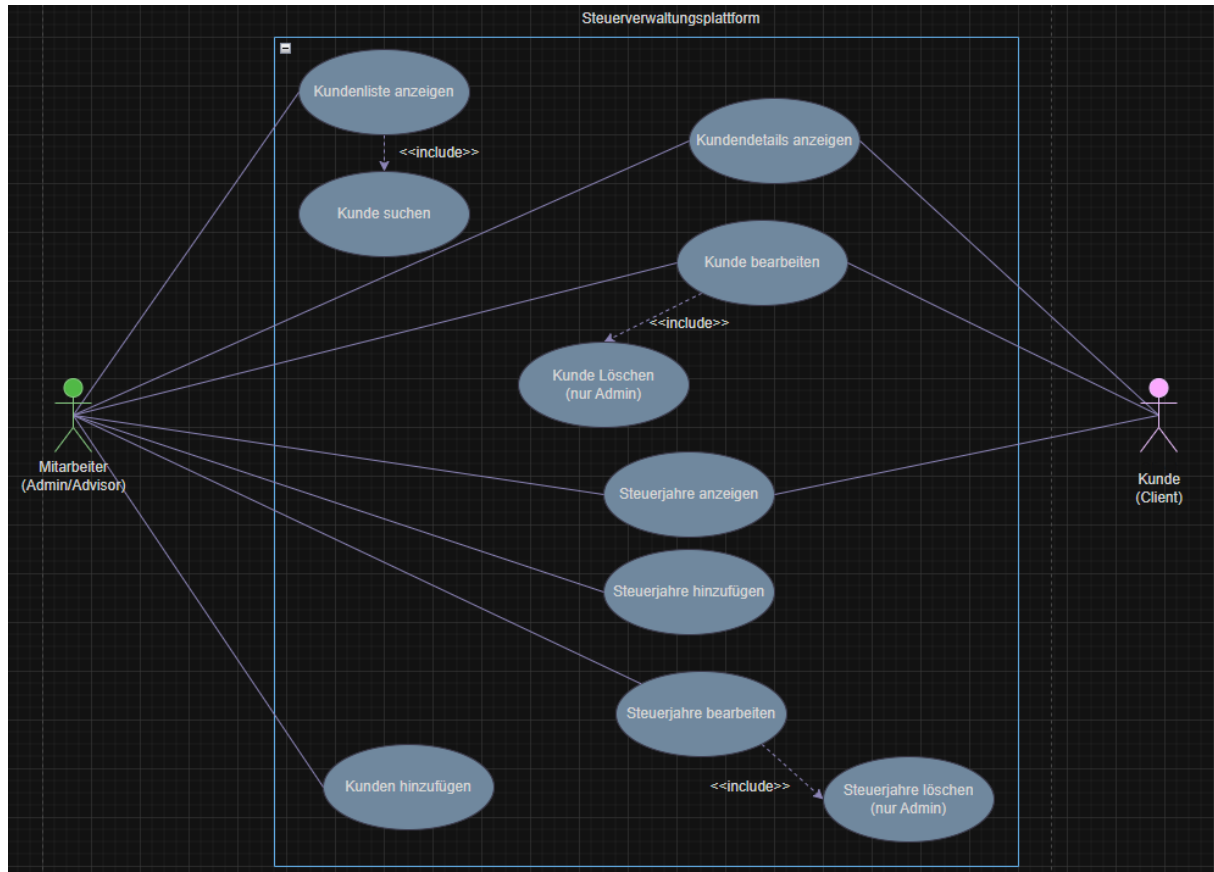 Steuerverwaltungsplattform
Kundenliste anzeigen
Kundendetails anzeigen
<<include>>
Kunde suchen
Kunde bearbeiten
<<include>>
Kunde Löschen
(nur Admin)
Mitarbeiter
(Admin/Advisor)
Kunde
(Client)
Steuerjahre anzeigen
Steuerjahre hinzufügen
Steuerjahre bearbeiten
Kunden hinzufügen
<<include>>
Steuerjahre löschen
(nur Admin)